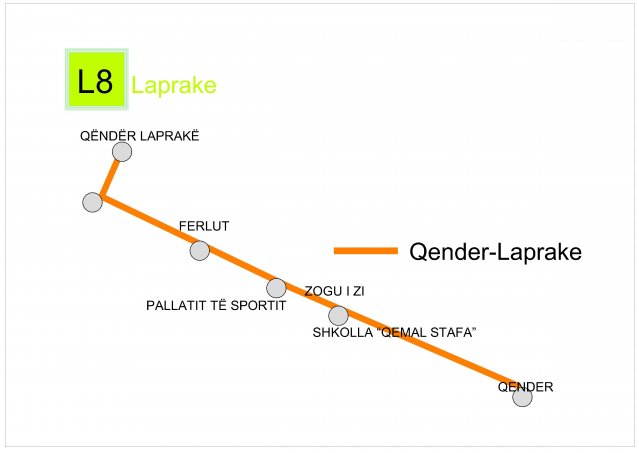 L8 Laprake
QËNDËR LAPRAKË
FERLUT
Qender-Laprake
ZOGU I ZI
PALLATIT TË SPORTIT
SHKOLLA "QEMAL STAFA"
QENDER